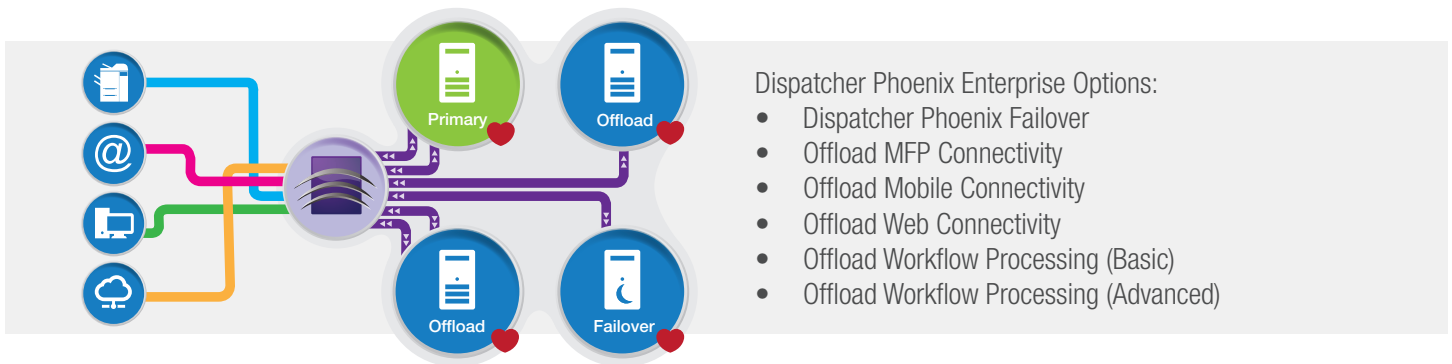 Primary
Offload
Offload
Failover
@
Dispatcher Phoenix Enterprise Options:
• Dispatcher Phoenix Failover
• Offload MFP Connectivity
• Offload Mobile Connectivity
• Offload Web Connectivity
• Offload Workflow Processing (Basic)
• Offload Workflow Processing (Advanced)